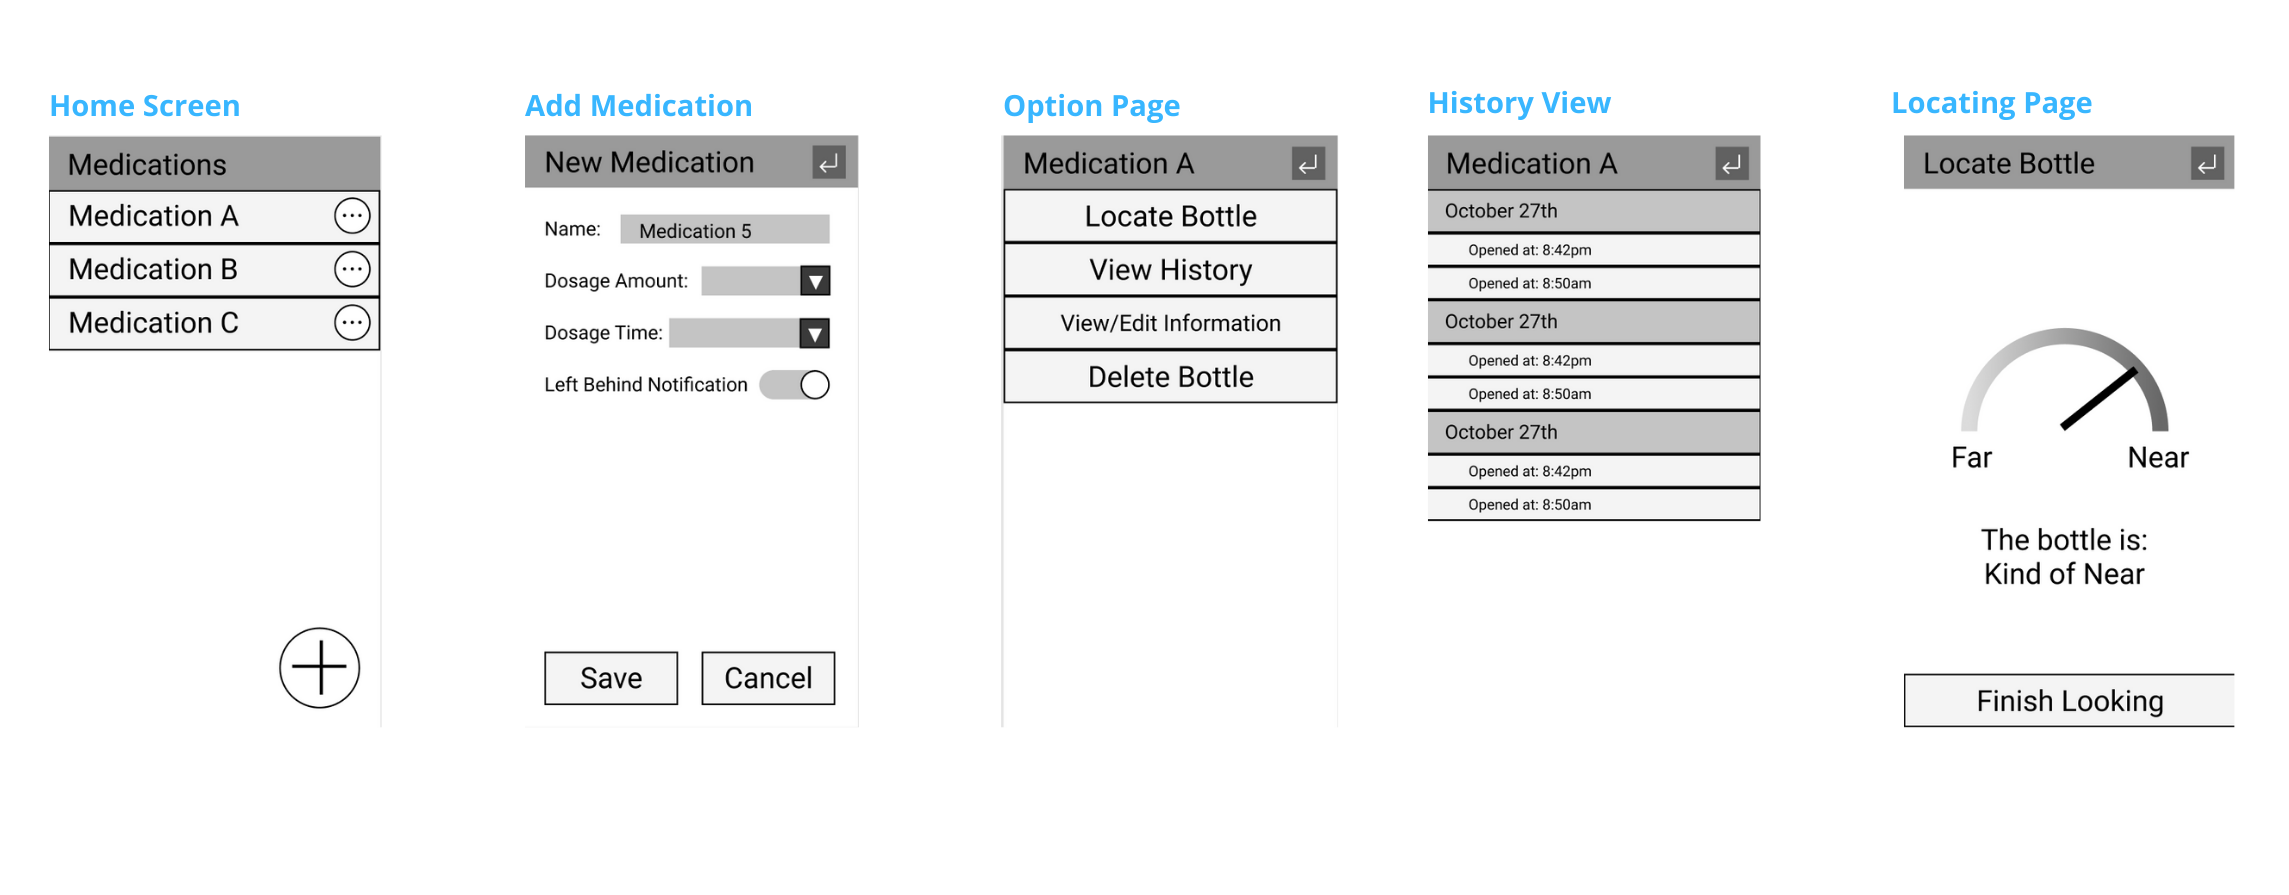 Home Screen
Medications
Medication A
Medication B
Medication C
Add Medication
New Medication
Name: Medication 5
Dosage Amount:
Dosage Time:
Left Behind Notification
Save Cancel
Option Page
Medication A
Locate Bottle
View History
View/Edit Information
Delete Bottle
History View
Medication A
October 27th
Opened at: 8:42pm
Opened at: 8:50am
October 27th
Opened at: 8:42pm
Opened at: 8:50am
October 27th
Opened at: 8:42pm
Opened at: 8:50am
Locating Page
Locate Bottle
Far Near
The bottle is:
Kind of Near
Finish Looking